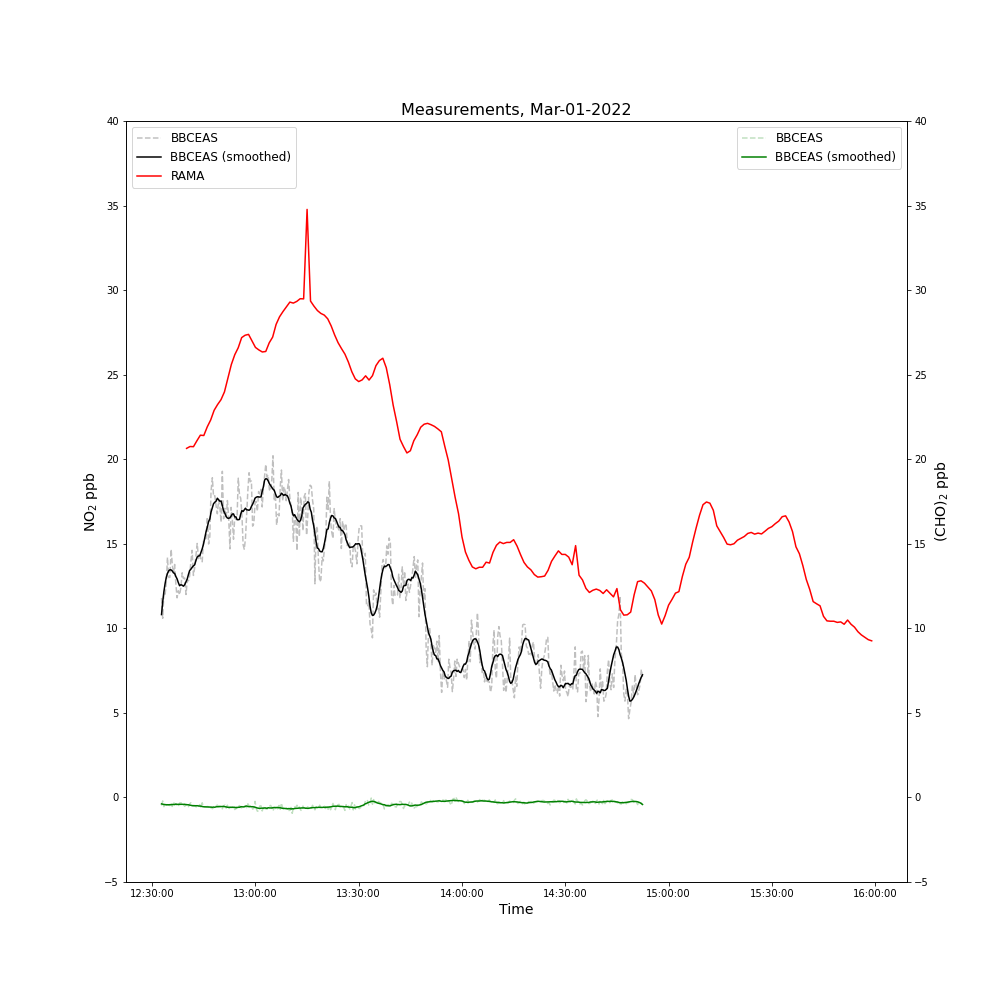 Measurements, Mar-01-2022
BBCEAS
BBCEAS (smoothed)
RAMA
BBCEAS
BBCEAS (smoothed)
40
35
30
25
20
15
10
5
0
−5
NO₂ ppb
40
35
30
25
20
15
10
5
0
−5
(CHO)₂ ppb
12:30:00 13:00:00 13:30:00 14:00:00 14:30:00 15:00:00 15:30:00 16:00:00
Time